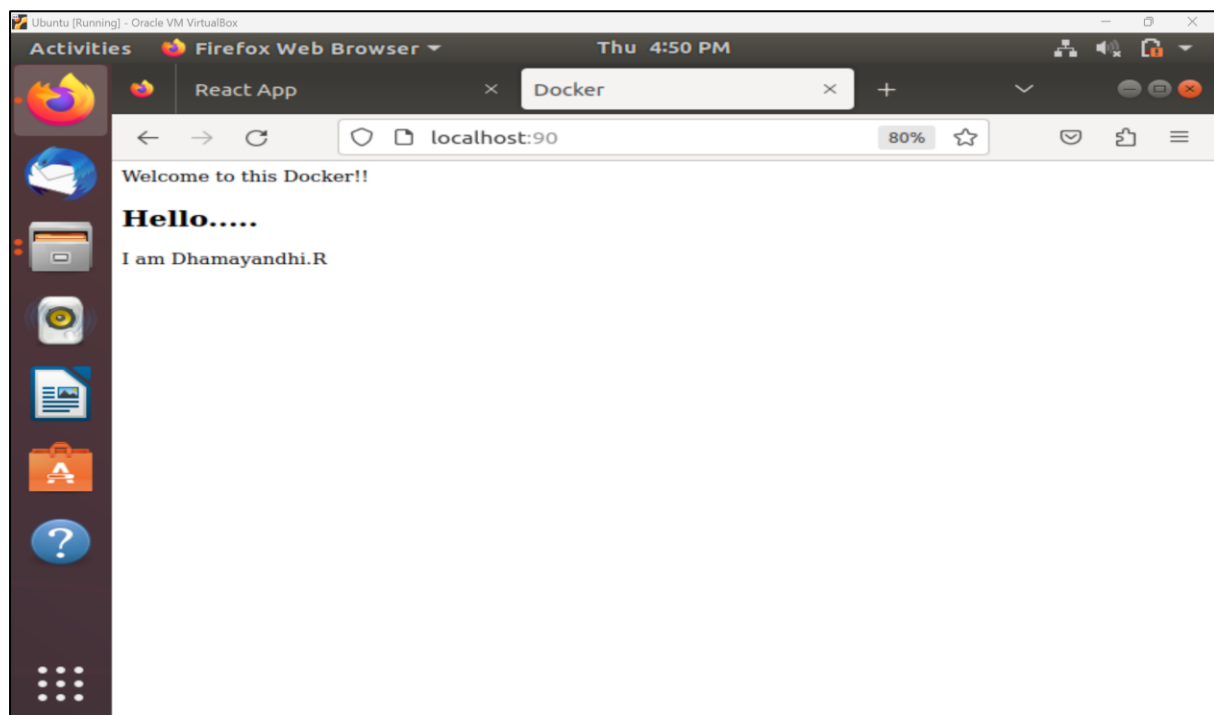 Ubuntu [Running] - Oracle VM VirtualBox
Activities Firefox Web Browser Thu 4:50 PM
React App Docker
localhost:90 80%
Welcome to this Docker!!
Hello.....
I am Dhamayandhi.R